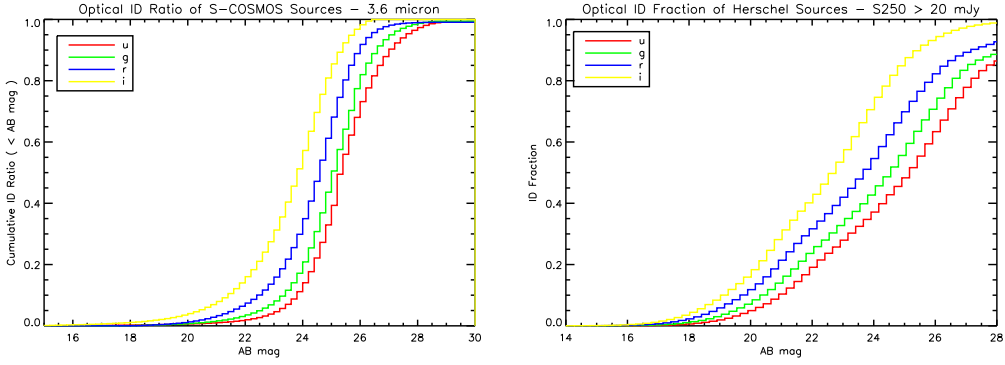 Optical ID Ratio of S-COSMOS Sources - 3.6 micron
1.0
0.8
0.6
0.4
0.2
0.0
Cumulative ID Ratio ( < AB mag )
u
g
r
i
16 18 20 22 24 26 28 30
AB mag
Optical ID Fraction of Herschel Sources - S250 > 20 mJy
1.0
0.8
0.6
0.4
0.2
0.0
ID Fraction
u
g
r
i
14 16 18 20 22 24 26 28
AB mag